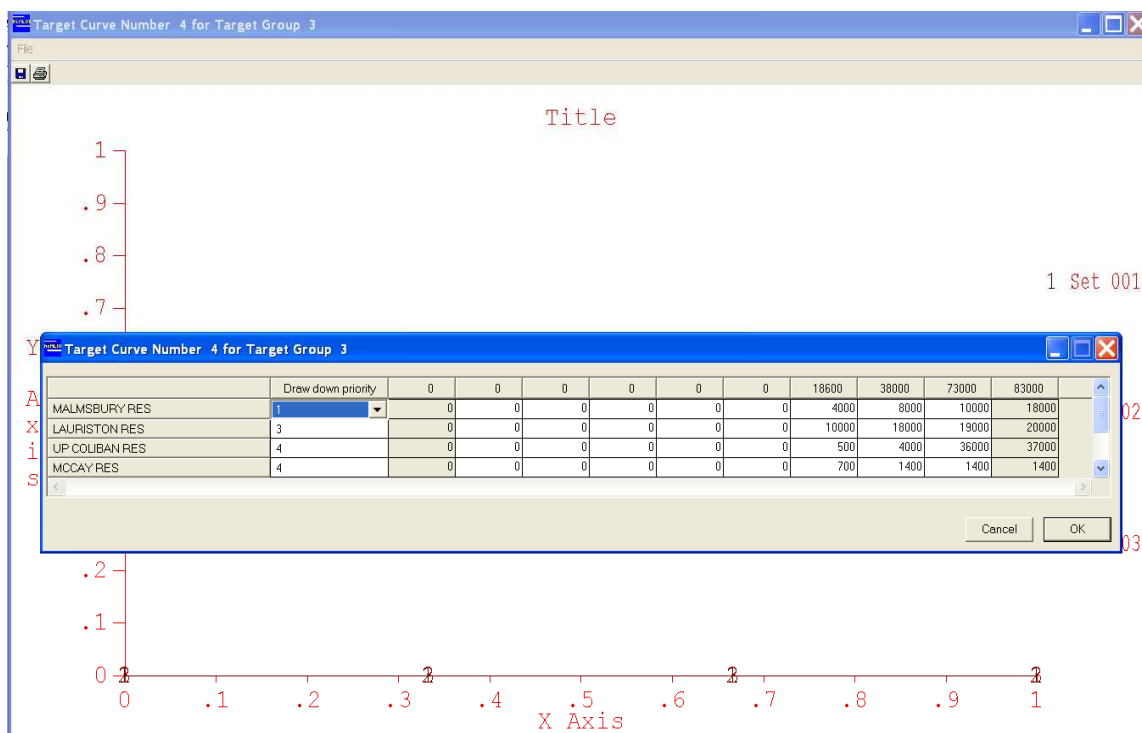 Target Curve Number 4 for Target Group 3
File
Title
1
.9
.8
1 Set 001
.7
Y
Target Curve Number 4 for Target Group 3
A
x
i
s
Draw down priority 0 0 0 0 0 0 18600 38000 73000 83000
MALMSBURY RES 1 0 0 0 0 0 0 4000 8000 10000 18000
02
LAURISTON RES 3 0 0 0 0 0 0 10000 18000 19000 20000
UP COLIBAN RES 4 0 0 0 0 0 0 500 4000 36000 37000
MCCAY RES 4 0 0 0 0 0 0 700 1400 1400 1400
Cancel OK
03
.2
.1
0
0 .1 .2 .3 .4 .5 .6 .7 .8 .9 1
X Axis